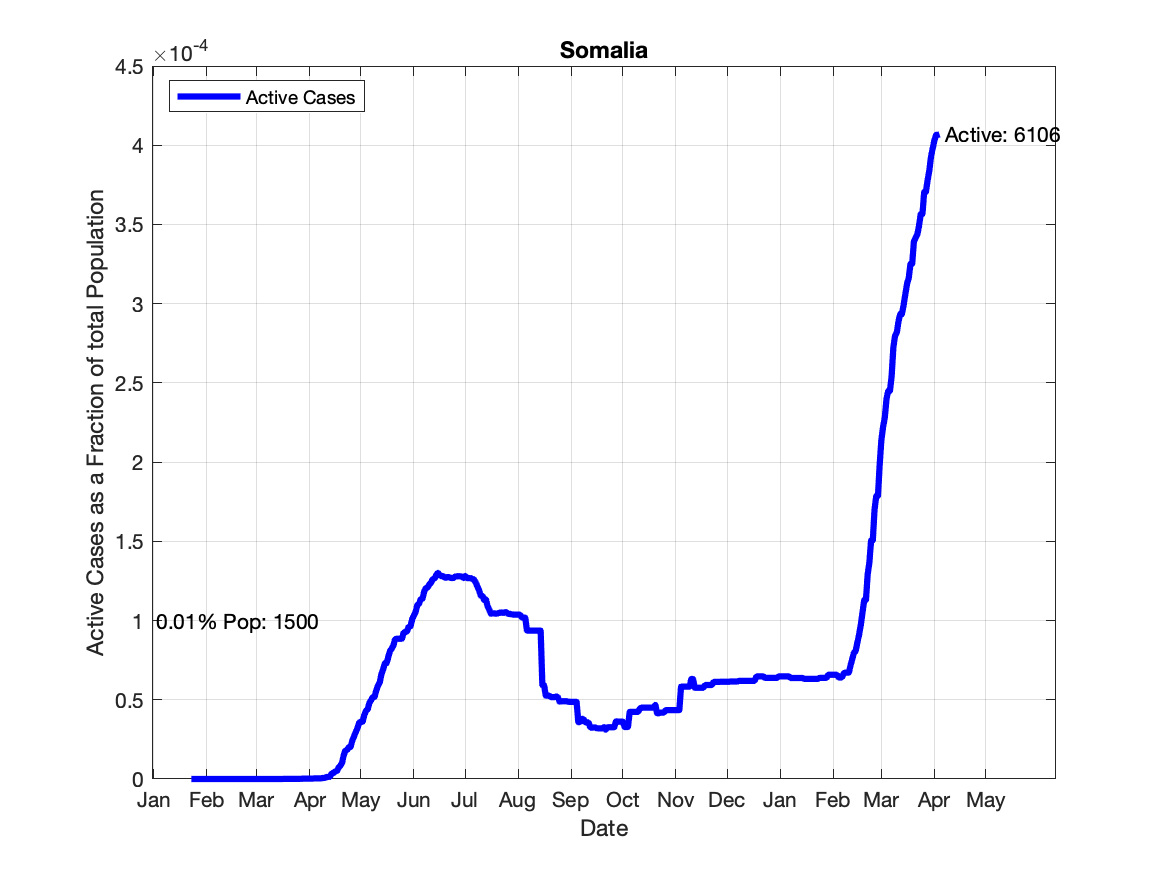 Somalia
×10-4
4.5
4
3.5
3
2.5
2
1.5
1
0.5
0
Active Cases as a Fraction of total Population
Active Cases
Active: 6106
0.01% Pop: 1500
Jan Feb Mar Apr May Jun Jul Aug Sep Oct Nov Dec Jan Feb Mar Apr May
Date